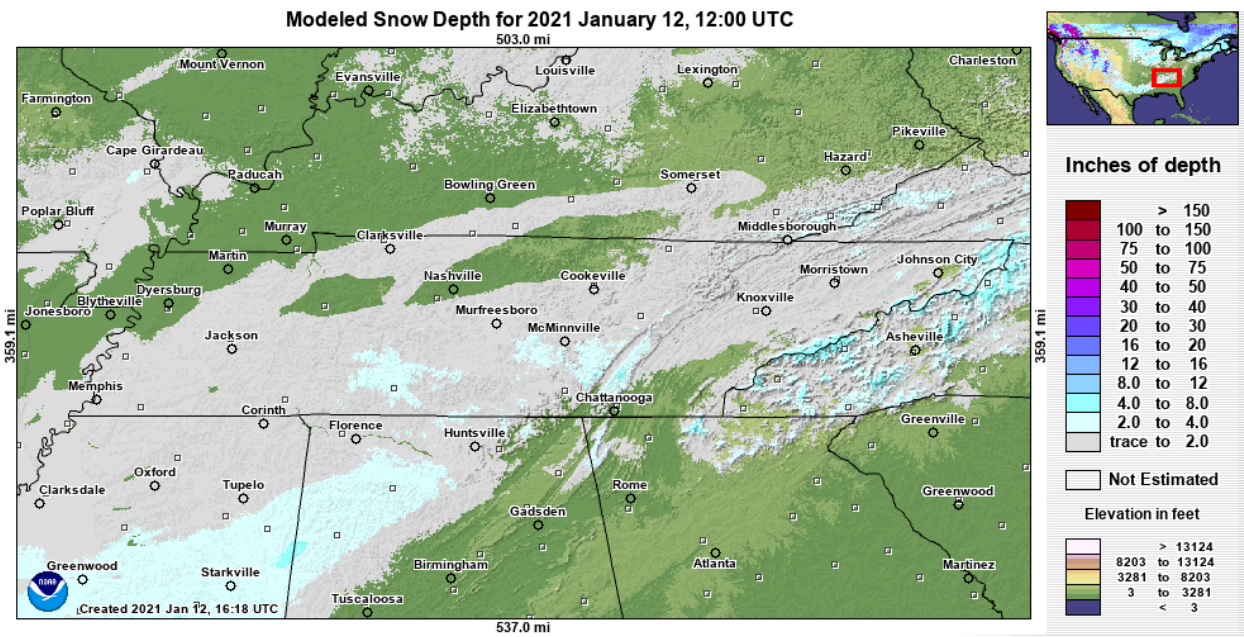 Modeled Snow Depth for 2021 January 12, 12:00 UTC
503.0 mi
Mount Vernon
Evansville
Louisville
Lexington
Charleston
Farmington
Elizabethtown
Pikeville
Cape Girardeau
Hazard
Paducah
Bowling Green
Somerset
Poplar Bluff
Murray
Clarksville
Middlesborough
Martin
Nashville
Cookeville
Morristown
Johnson City
Dyersburg
Blytheville
Jonesboro
Knoxville
Murfreesboro
McMinnville
Jackson
Asheville
359.1 mi
359.1 mi
Memphis
Chattanooga
Corinth
Florence
Huntsville
Greenville
Oxford
Clarksdale
Tupelo
Rome
Greenwood
Gadsden
Greenwood
Starkville
Birmingham
Atlanta
Martinez
Tuscaloosa
NOAA
Created 2021 Jan 12, 16:18 UTC
537.0 mi
Inches of depth
> 150
100 to 150
75 to 100
50 to 75
40 to 50
30 to 40
20 to 30
16 to 20
12 to 16
8.0 to 12
4.0 to 8.0
2.0 to 4.0
trace to 2.0
Not Estimated
Elevation in feet
> 13124
8203 to 13124
3281 to 8203
3 to 3281
< 3